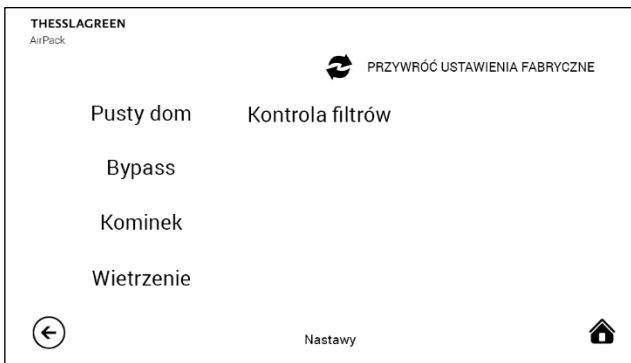 THESSLAGREEN
AirPack
PRZYWRÓĆ USTAWIENIA FABRYCZNE
Pusty dom
Kontrola filtrów
Bypass
Kominek
Wietrzenie
Nastawy